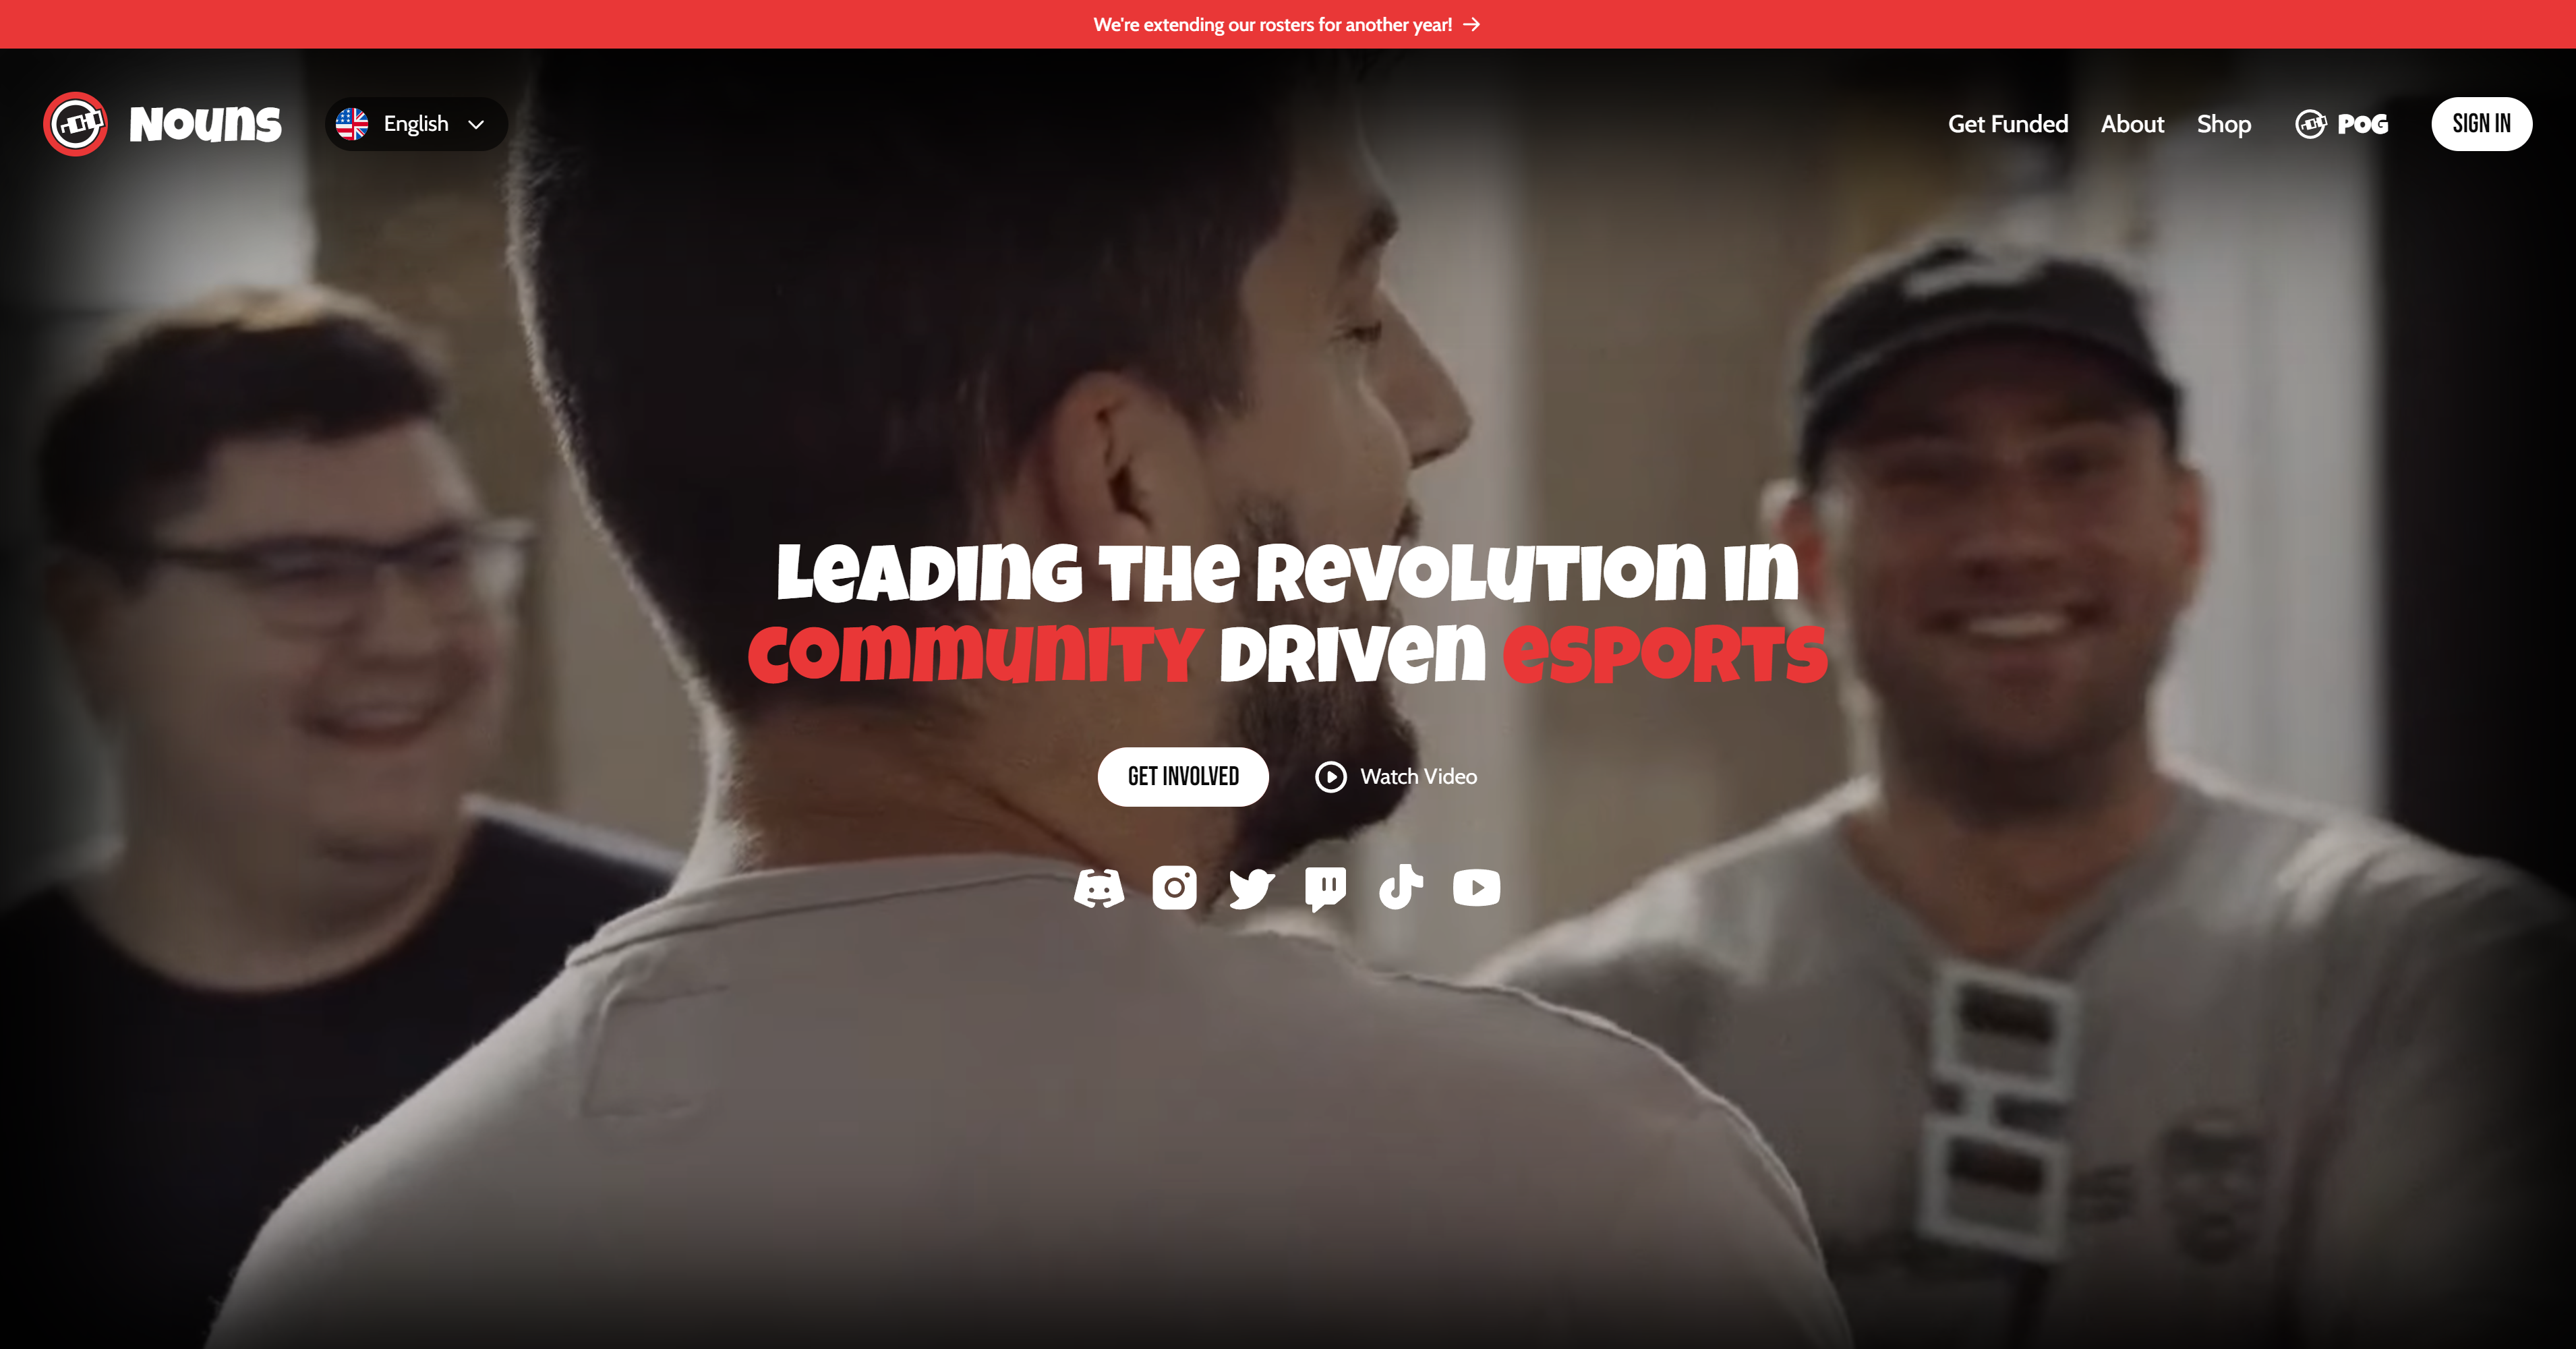 We're extending our rosters for another year!
Nouns
English
Get Funded
About
Shop
POG
SIGN IN
Leading the Revolution in
community driven esports
GET INVOLVED
Watch Video